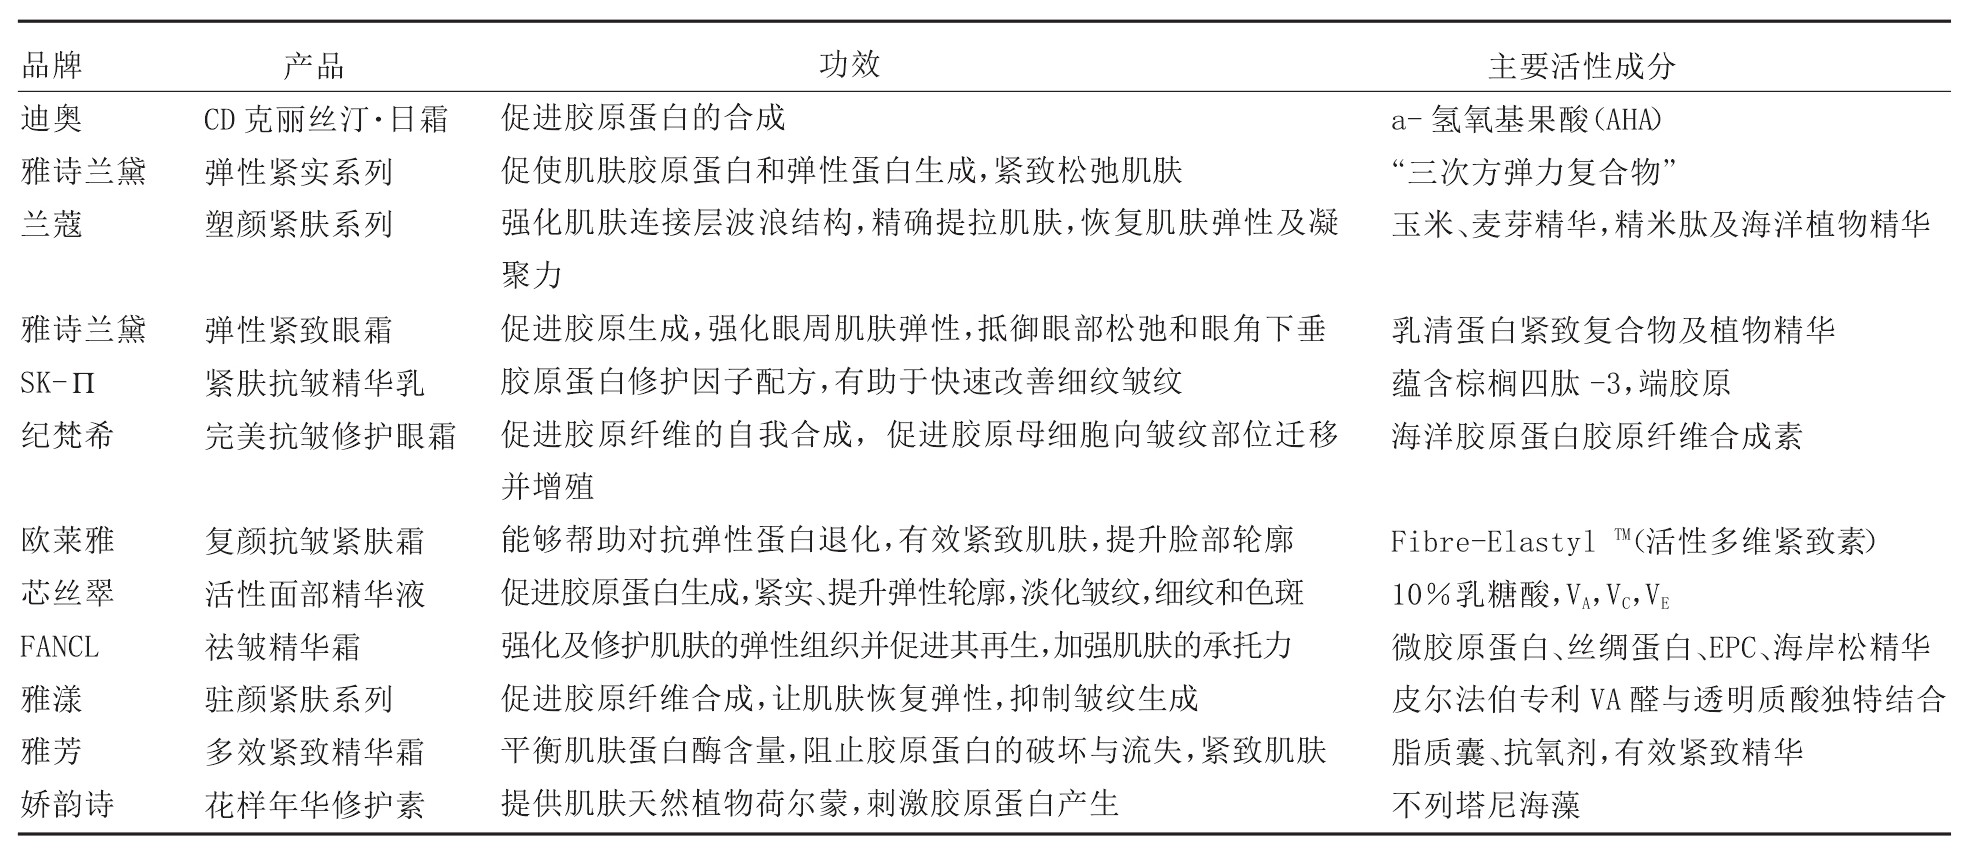 品牌 产品 功效 主要活性成分
迪奥 CD克丽丝汀·日霜 促进胶原蛋白的合成 a-氢氧基果酸(AHA)
雅诗兰黛 弹性紧实系列 促使肌肤胶原蛋白和弹性蛋白生成,紧致松弛肌肤 “三次方弹力复合物”
兰蔻 塑颜紧肤系列 强化肌肤连接层波浪结构,精确提拉肌肤,恢复肌肤弹性及凝 玉米、麦芽精华,精米肽及海洋植物精华
聚力
雅诗兰黛 弹性紧致眼霜 促进胶原生成,强化眼周肌肤弹性,抵御眼部松弛和眼角下垂 乳清蛋白紧致复合物及植物精华
SK-Π 紧肤抗皱精华乳 胶原蛋白修护因子配方,有助于快速改善细纹皱纹 蕴含棕榈四肽-3,端胶原
纪梵希 完美抗皱修护眼霜 促进胶原纤维的自我合成, 促进胶原母细胞向皱纹部位迁移 海洋胶原蛋白胶原纤维合成素
并增殖
欧莱雅 复颜抗皱紧肤霜 能够帮助对抗弹性蛋白退化,有效紧致肌肤,提升脸部轮廓 Fibre-Elastyl TM(活性多维紧致素)
芯丝翠 活性面部精华液 促进胶原蛋白生成,紧实、提升弹性轮廓,淡化皱纹,细纹和色斑 10%乳糖酸,VA,VC,VE
FANCL 祛皱精华霜 强化及修护肌肤的弹性组织并促进其再生,加强肌肤的承托力 微胶原蛋白、丝绸蛋白、EPC、海岸松精华
雅漾 驻颜紧肤系列 促进胶原纤维合成,让肌肤恢复弹性,抑制皱纹生成 皮尔法伯专利VA醛与透明质酸独特结合
雅芳 多效紧致精华霜 平衡肌肤蛋白酶含量,阻止胶原蛋白的破坏与流失,紧致肌肤 脂质囊、抗氧剂,有效紧致精华
娇韵诗 花样年华修护素 提供肌肤天然植物荷尔蒙,刺激胶原蛋白产生 不列塔尼海藻